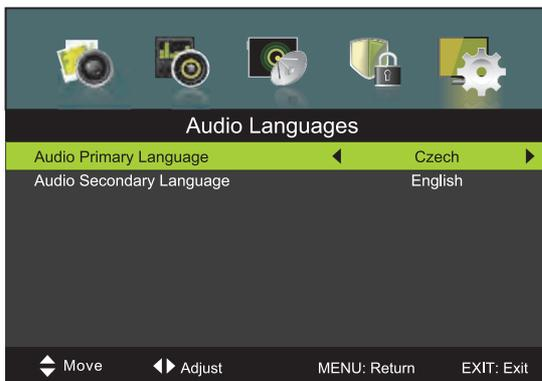 Audio Languages
Audio Primary Language Czech
Audio Secondary Language English
Move Adjust MENU: Return EXIT: Exit